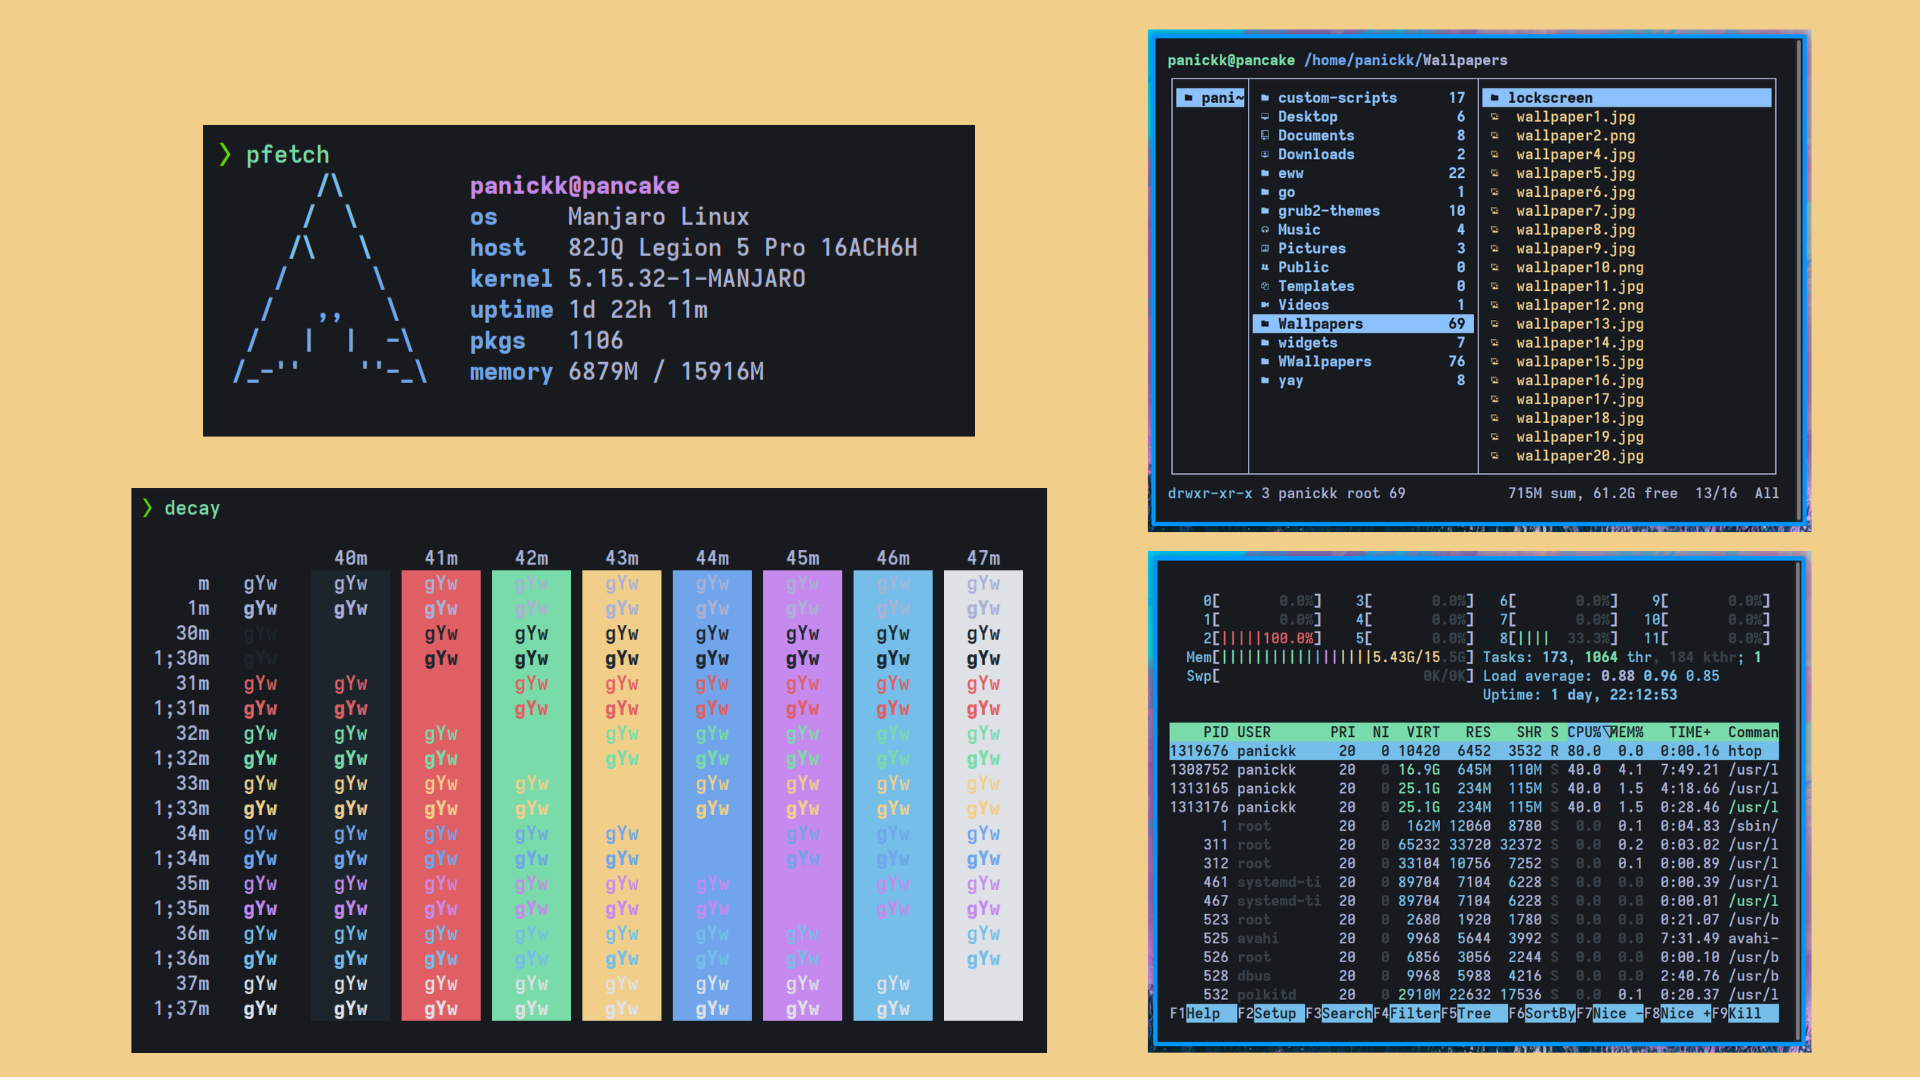 ❯ pfetch
panickk@pancake
os Manjaro Linux
host 82JQ Legion 5 Pro 16ACH6H
kernel 5.15.32-1-MANJARO
uptime 1d 22h 11m
pkgs 1106
memory 6879M / 15916M
❯ decay
40m 41m 42m 43m 44m 45m 46m 47m
m gYw gYw gYw gYw gYw gYw gYw gYw gYw
1m gYw gYw gYw gYw gYw gYw gYw gYw gYw
30m gYw gYw gYw gYw gYw gYw gYw gYw
1;30m gYw gYw gYw gYw gYw gYw gYw gYw
31m gYw gYw gYw gYw gYw gYw gYw gYw
1;31m gYw gYw gYw gYw gYw gYw gYw gYw
32m gYw gYw gYw gYw gYw gYw gYw gYw
1;32m gYw gYw gYw gYw gYw gYw gYw gYw
33m gYw gYw gYw gYw gYw gYw gYw gYw
1;33m gYw gYw gYw gYw gYw gYw gYw gYw
34m gYw gYw gYw gYw gYw gYw gYw gYw
1;34m gYw gYw gYw gYw gYw gYw gYw gYw
35m gYw gYw gYw gYw gYw gYw gYw gYw
1;35m gYw gYw gYw gYw gYw gYw gYw gYw
36m gYw gYw gYw gYw gYw gYw gYw gYw
1;36m gYw gYw gYw gYw gYw gYw gYw gYw
37m gYw gYw gYw gYw gYw gYw gYw gYw
1;37m gYw gYw gYw gYw gYw gYw gYw gYw
panickk@pancake /home/panickk/Wallpapers
pani~ custom-scripts 17 lockscreen
Desktop 6 wallpaper1.jpg
Documents 8 wallpaper2.png
Downloads 2 wallpaper4.jpg
eww 22 wallpaper5.jpg
go 1 wallpaper6.jpg
grub2-themes 10 wallpaper7.jpg
Music 4 wallpaper8.jpg
Pictures 3 wallpaper9.jpg
Public 0 wallpaper10.png
Templates 0 wallpaper11.jpg
Videos 1 wallpaper12.png
Wallpapers 69 wallpaper13.jpg
widgets 7 wallpaper14.jpg
WWallpapers 76 wallpaper15.jpg
yay 8 wallpaper16.jpg
wallpaper17.jpg
wallpaper18.jpg
wallpaper19.jpg
wallpaper20.jpg
drwxr-xr-x 3 panickk root 69 715M sum, 61.2G free 13/16 All
0[ 0.0%] 3[ 0.0%] 6[ 0.0%] 9[ 0.0%]
1[ 0.0%] 4[ 0.0%] 7[ 0.0%] 10[ 0.0%]
2[|||||100.0%] 5[ 0.0%] 8[|||| 33.3%] 11[ 0.0%]
Mem[||||||||||||||||||5.43G/15.5G] Tasks: 173, 1064 thr, 184 kthr; 1
Swp[ 0K/0K] Load average: 0.88 0.96 0.85
Uptime: 1 day, 22:12:53
PID USER PRI NI VIRT RES SHR S CPU%▽MEM% TIME+ Comman
1319676 panickk 20 0 10420 6452 3532 R 80.0 0.0 0:00.16 htop
1308752 panickk 20 0 16.9G 645M 110M S 40.0 4.1 7:49.21 /usr/l
1313165 panickk 20 0 25.1G 234M 115M S 40.0 1.5 4:18.66 /usr/l
1313176 panickk 20 0 25.1G 234M 115M S 40.0 1.5 0:28.46 /usr/l
1 root 20 0 162M 12060 8780 S 0.0 0.1 0:04.83 /sbin/
311 root 20 0 65232 33720 32372 S 0.0 0.2 0:03.02 /usr/l
312 root 20 0 33104 10756 7252 S 0.0 0.1 0:00.89 /usr/l
461 systemd-ti 20 0 89704 7104 6228 S 0.0 0.0 0:00.39 /usr/l
467 systemd-ti 20 0 89704 7104 6228 S 0.0 0.0 0:00.01 /usr/l
523 root 20 0 2680 1920 1780 S 0.0 0.0 0:21.07 /usr/b
525 avahi 20 0 9968 5644 3992 S 0.0 0.0 7:31.49 avahi-
526 root 20 0 6856 3056 2244 S 0.0 0.0 0:00.10 /usr/b
528 dbus 20 0 9968 5988 4216 S 0.0 0.0 2:40.76 /usr/b
532 polkitd 20 0 2910M 22632 17536 S 0.0 0.1 0:20.37 /usr/l
F1Help F2Setup F3SearchF4FilterF5Tree F6SortByF7Nice -F8Nice +F9Kill